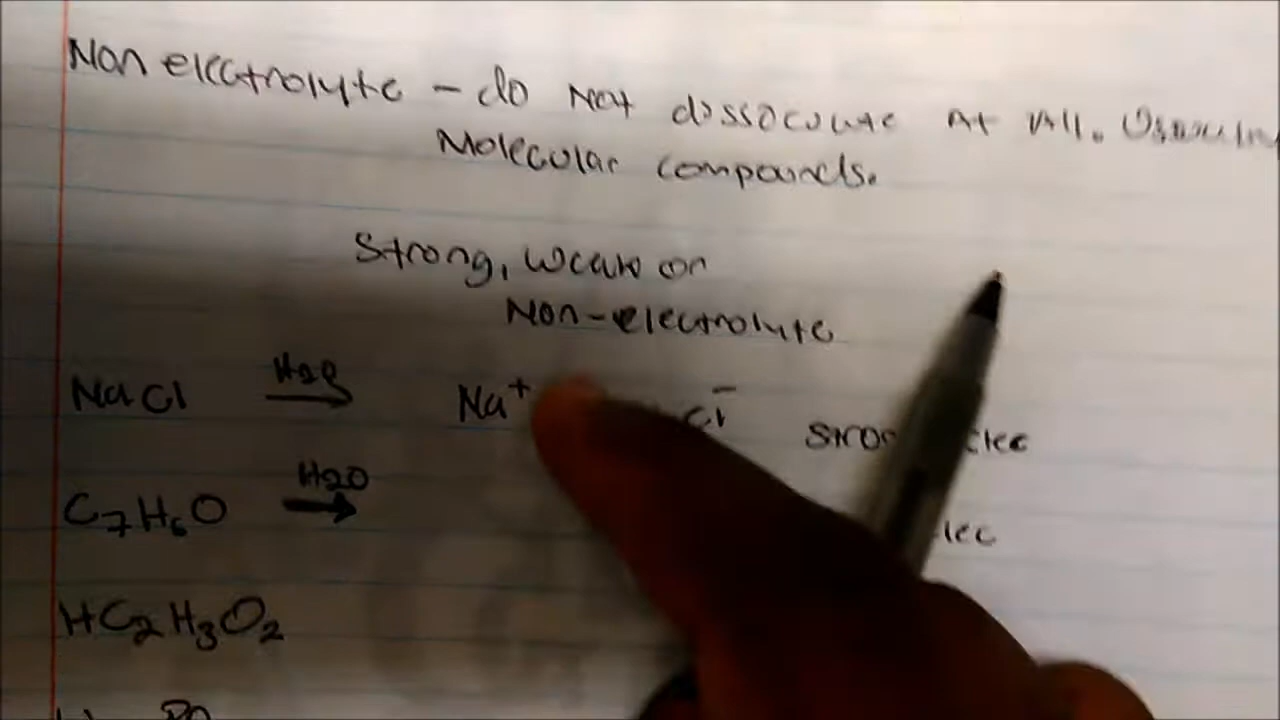 Non electrolyte - do Not dissociate At All.
Molecular compounds.
Strong, weak or
Non-electrolyte
NaCl H2O → Na+ Cl- elec
C7H6O H2O →
HC2H3O2